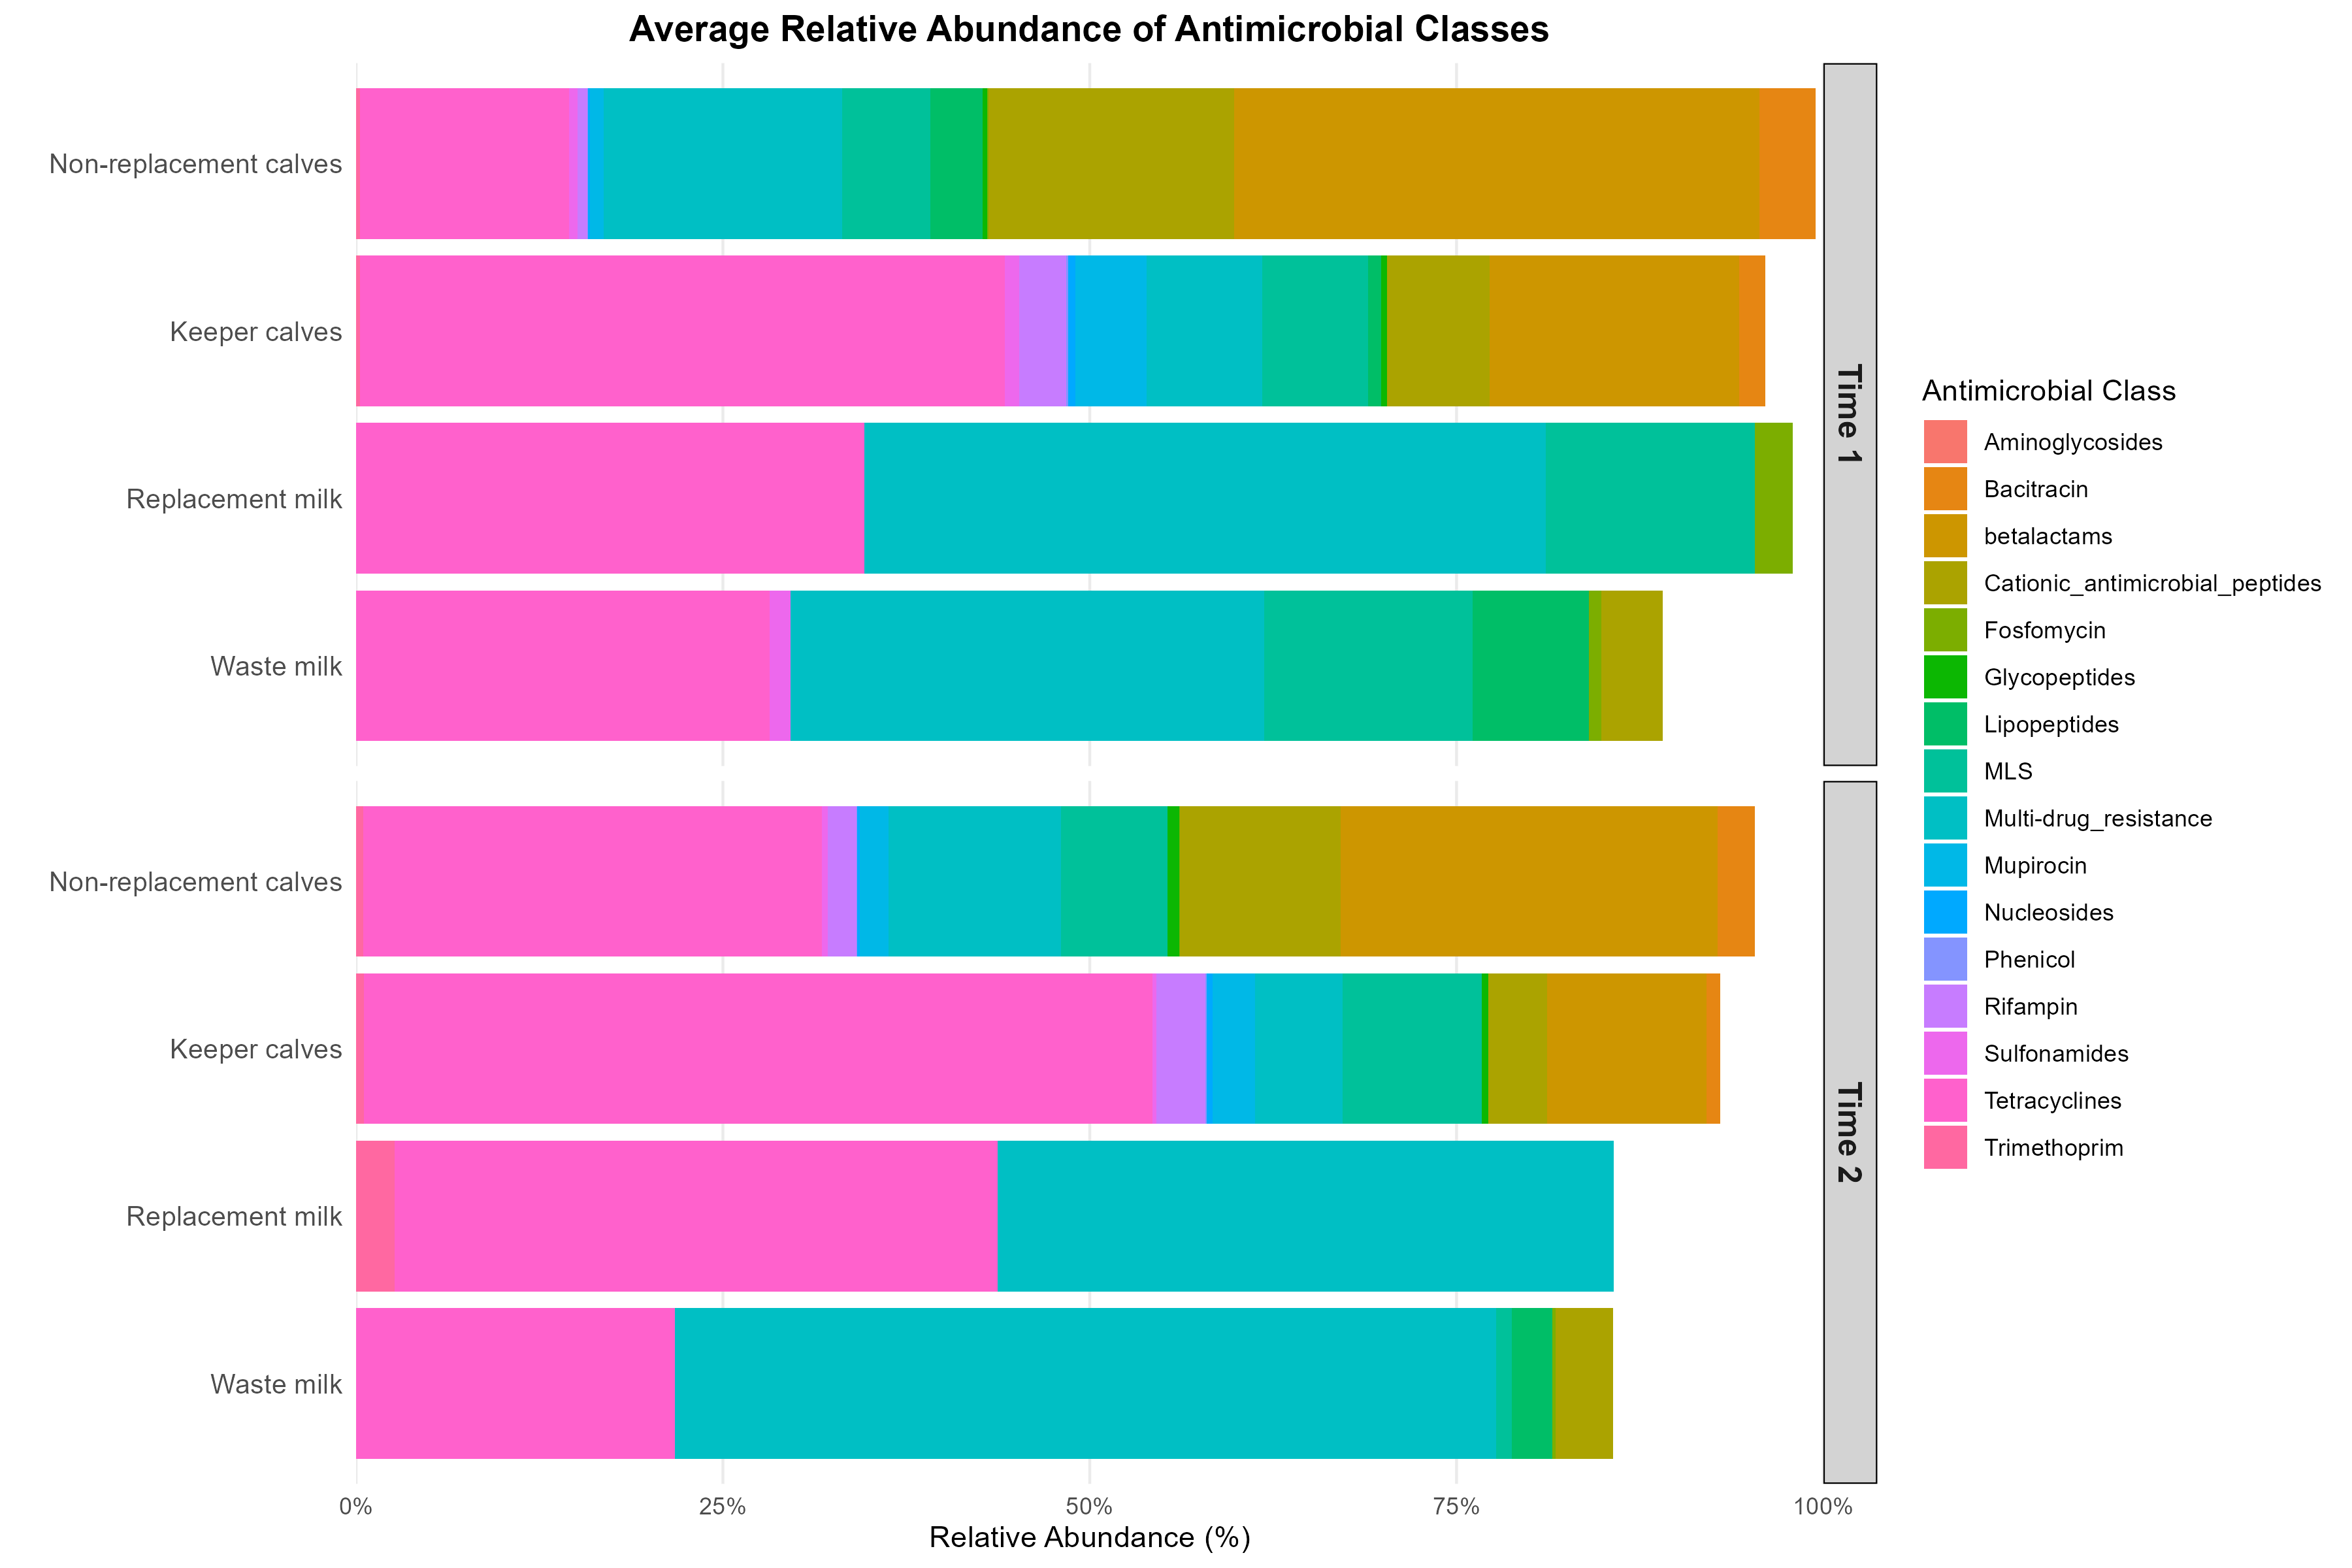 Average Relative Abundance of Antimicrobial Classes
Non-replacement calves
Keeper calves
Replacement milk
Waste milk
Time 1
Non-replacement calves
Keeper calves
Replacement milk
Waste milk
Time 2
0%
25%
50%
75%
100%
Relative Abundance (%)
Antimicrobial Class
Aminoglycosides
Bacitracin
betalactams
Cationic_antimicrobial_peptides
Fosfomycin
Glycopeptides
Lipopeptides
MLS
Multi-drug_resistance
Mupirocin
Nucleosides
Phenicol
Rifampin
Sulfonamides
Tetracyclines
Trimethoprim